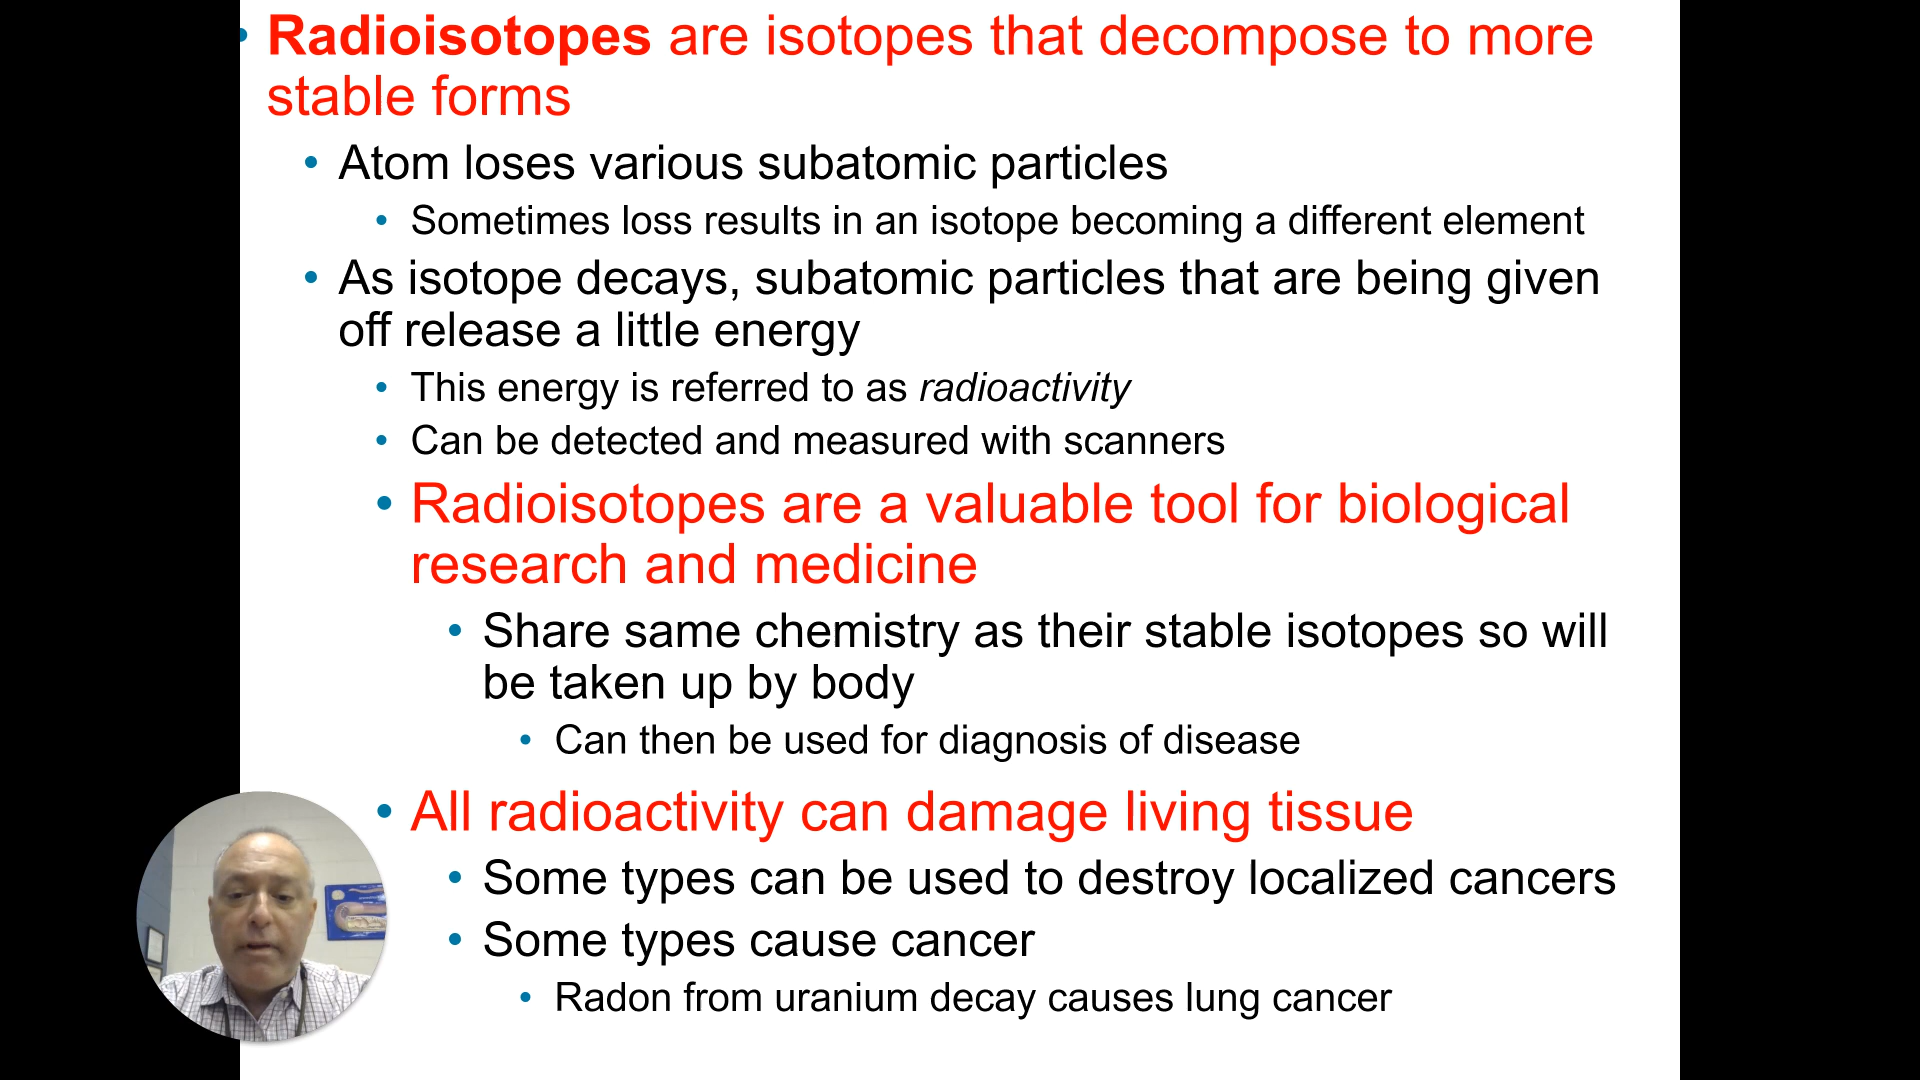 • Radioisotopes are isotopes that decompose to more
stable forms
• Atom loses various subatomic particles
• Sometimes loss results in an isotope becoming a different element
• As isotope decays, subatomic particles that are being given
off release a little energy
• This energy is referred to as radioactivity
• Can be detected and measured with scanners
• Radioisotopes are a valuable tool for biological
research and medicine
• Share same chemistry as their stable isotopes so will
be taken up by body
• Can then be used for diagnosis of disease
• All radioactivity can damage living tissue
• Some types can be used to destroy localized cancers
• Some types cause cancer
• Radon from uranium decay causes lung cancer